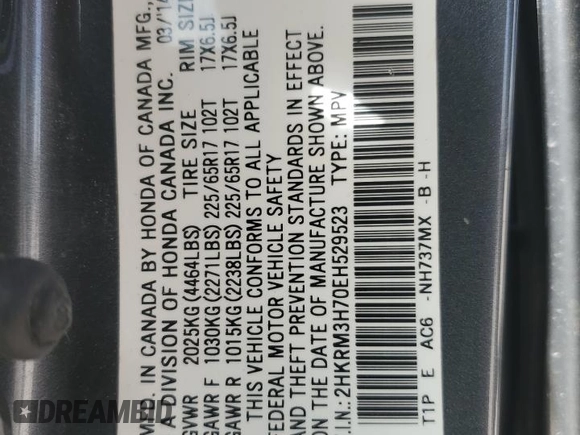 MFD. IN CANADA BY HONDA OF CANADA MFG.,
A DIVISION OF HONDA CANADA INC. 03/14
GVWR 2025KG(4464LBS) TIRE SIZE RIM SIZE
GAWR F 1030KG(2271LBS) 225/65R17 102T 17X6.5J
GAWR R 1015KG(2238LBS) 225/65R17 102T 17X6.5J
THIS VEHICLE CONFORMS TO ALL APPLICABLE
FEDERAL MOTOR VEHICLE SAFETY
AND THEFT PREVENTION STANDARDS IN EFFECT
ON THE DATE OF MANUFACTURE SHOWN ABOVE.
V.I.N.: 2HKRM3H70EH529523 TYPE: MPV
T1P E AC6 -NH737MX -B -H
DREAMBID